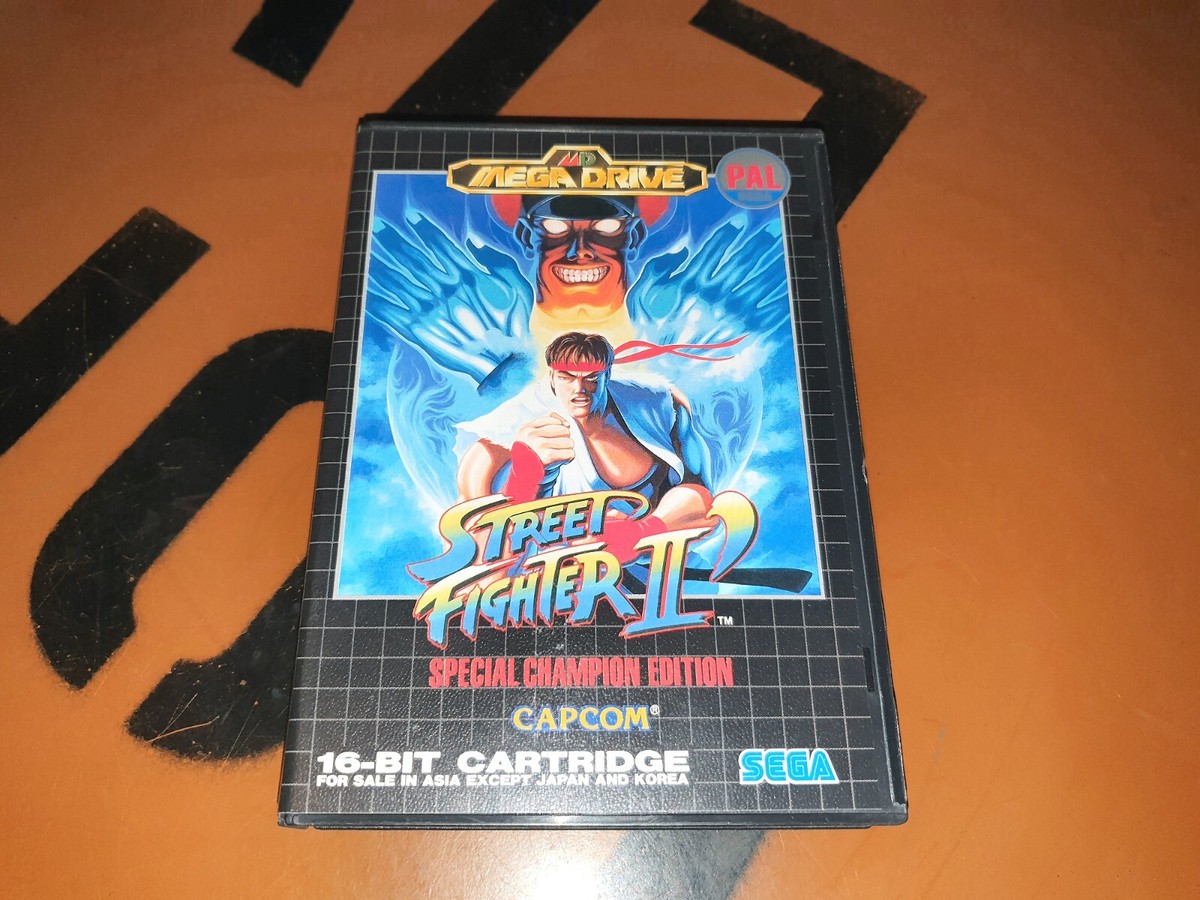 MD
MEGA DRIVE
PAL
STREET
FIGHTER II'
TM
SPECIAL CHAMPION EDITION
CAPCOM®
16-BIT CARTRIDGE
FOR SALE IN ASIA EXCEPT JAPAN AND KOREA
SEGA